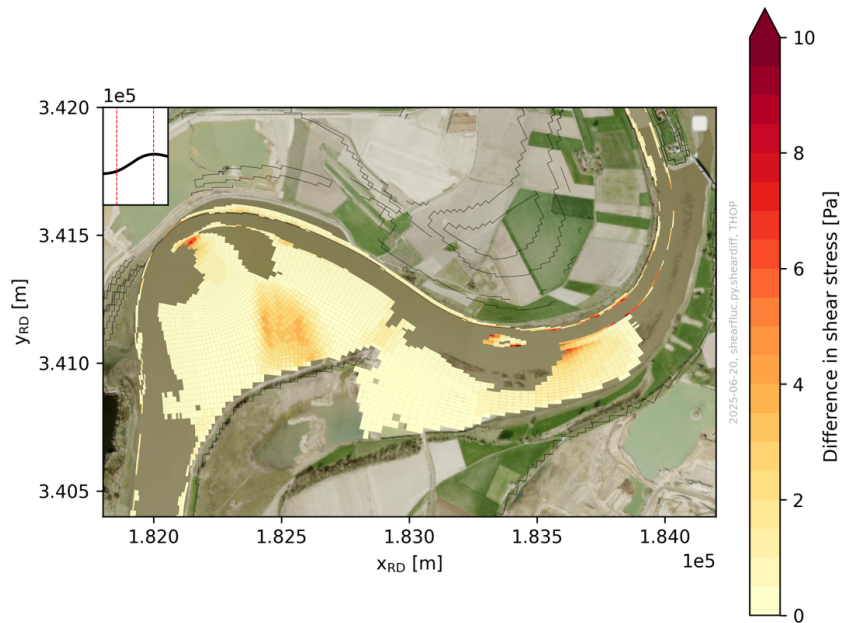 1e5
3.420
3.415
3.410
3.405
y_RD [m]
1.820
1.825
1.830
1.835
1.840
1e5
x_RD [m]
2025-06-20, shearfluc.py.sheardiff, THOP
10
8
6
4
2
0
Difference in shear stress [Pa]